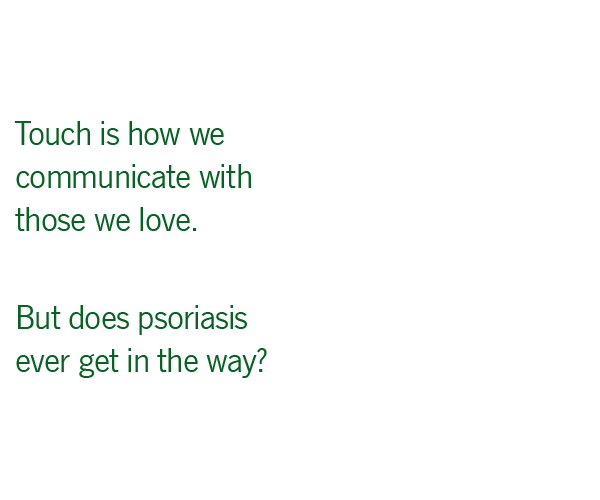 Touch is how we
communicate with
those we love.
But does psoriasis
ever get in the way?